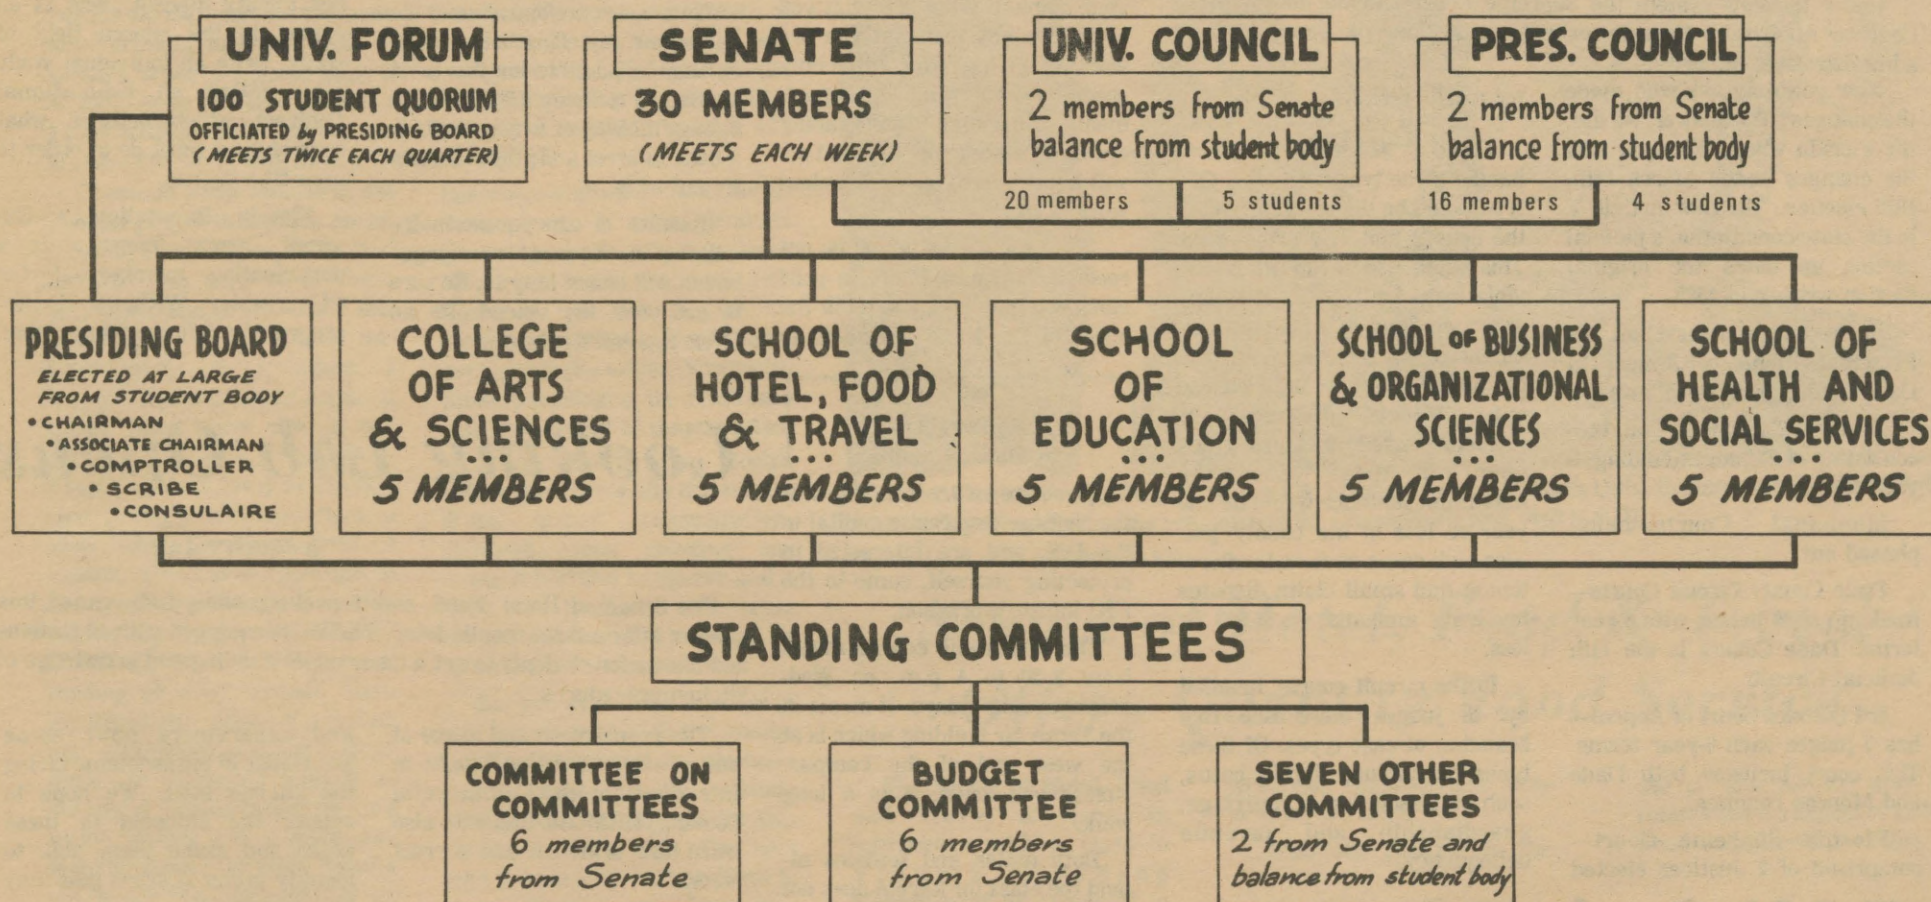 UNIV. FORUM
100 STUDENT QUORUM
OFFICIATED by PRESIDING BOARD
(MEETS TWICE EACH QUARTER)
SENATE
30 MEMBERS
(MEETS EACH WEEK)
UNIV. COUNCIL
2 members from Senate
balance from student body
20 members 5 students
PRES. COUNCIL
2 members from Senate
balance from student body
16 members 4 students
PRESIDING BOARD
ELECTED AT LARGE
FROM STUDENT BODY
• CHAIRMAN
• ASSOCIATE CHAIRMAN
• COMPTROLLER
• SCRIBE
• CONSULAIRE
COLLEGE
OF ARTS
& SCIENCES
...
5 MEMBERS
SCHOOL OF
HOTEL, FOOD
& TRAVEL
...
5 MEMBERS
SCHOOL
OF
EDUCATION
...
5 MEMBERS
SCHOOL OF BUSINESS
& ORGANIZATIONAL
SCIENCES
...
5 MEMBERS
SCHOOL OF
HEALTH AND
SOCIAL SERVICES
...
5 MEMBERS
STANDING COMMITTEES
COMMITTEE ON
COMMITTEES
6 members
from Senate
BUDGET
COMMITTEE
6 members
from Senate
SEVEN OTHER
COMMITTEES
2 from Senate and
balance from student body